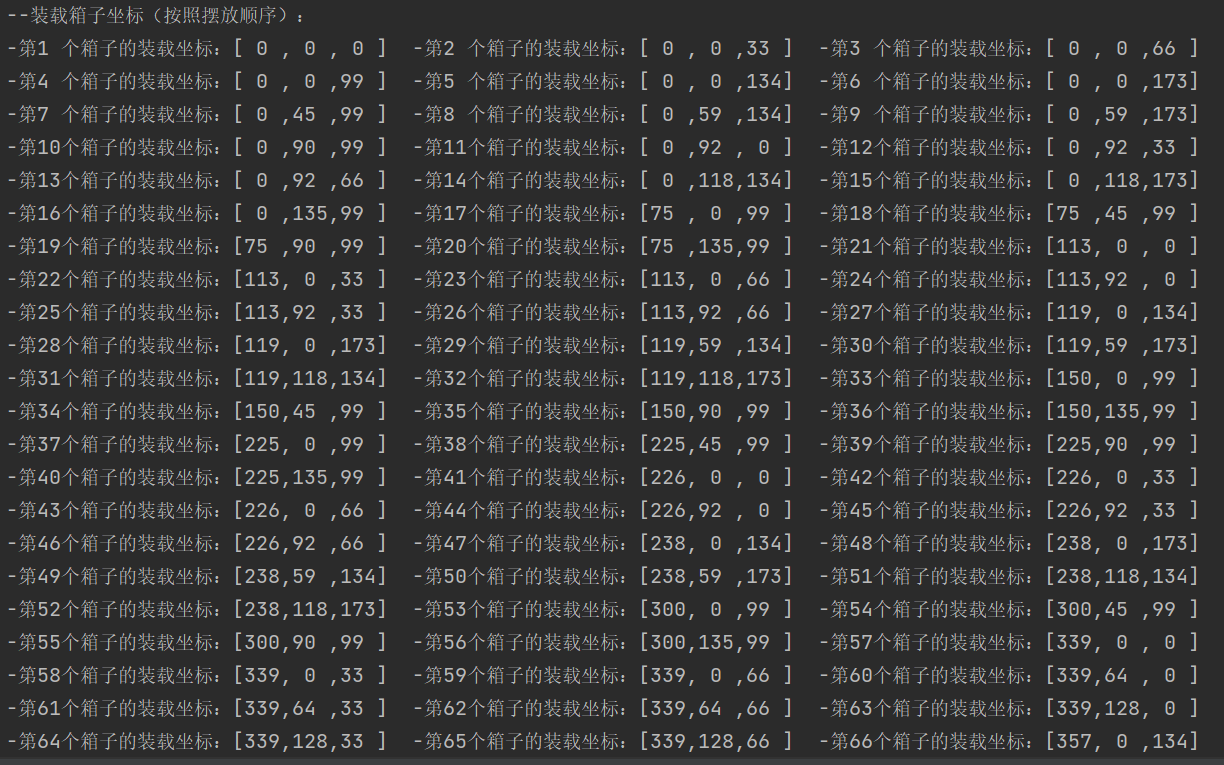 --装载箱子坐标（按照摆放顺序）：
-第1 个箱子的装载坐标：[ 0 , 0 , 0 ]  -第2 个箱子的装载坐标：[ 0 , 0 ,33 ]  -第3 个箱子的装载坐标：[ 0 , 0 ,66 ]
-第4 个箱子的装载坐标：[ 0 , 0 ,99 ]  -第5 个箱子的装载坐标：[ 0 , 0 ,134]  -第6 个箱子的装载坐标：[ 0 , 0 ,173]
-第7 个箱子的装载坐标：[ 0 ,45 ,99 ]  -第8 个箱子的装载坐标：[ 0 ,59 ,134]  -第9 个箱子的装载坐标：[ 0 ,59 ,173]
-第10个箱子的装载坐标：[ 0 ,90 ,99 ]  -第11个箱子的装载坐标：[ 0 ,92 , 0 ]  -第12个箱子的装载坐标：[ 0 ,92 ,33 ]
-第13个箱子的装载坐标：[ 0 ,92 ,66 ]  -第14个箱子的装载坐标：[ 0 ,118,134]  -第15个箱子的装载坐标：[ 0 ,118,173]
-第16个箱子的装载坐标：[ 0 ,135,99 ]  -第17个箱子的装载坐标：[75 , 0 ,99 ]  -第18个箱子的装载坐标：[75 ,45 ,99 ]
-第19个箱子的装载坐标：[75 ,90 ,99 ]  -第20个箱子的装载坐标：[75 ,135,99 ]  -第21个箱子的装载坐标：[113, 0 , 0 ]
-第22个箱子的装载坐标：[113, 0 ,33 ]  -第23个箱子的装载坐标：[113, 0 ,66 ]  -第24个箱子的装载坐标：[113,92 , 0 ]
-第25个箱子的装载坐标：[113,92 ,33 ]  -第26个箱子的装载坐标：[113,92 ,66 ]  -第27个箱子的装载坐标：[119, 0 ,134]
-第28个箱子的装载坐标：[119, 0 ,173]  -第29个箱子的装载坐标：[119,59 ,134]  -第30个箱子的装载坐标：[119,59 ,173]
-第31个箱子的装载坐标：[119,118,134]  -第32个箱子的装载坐标：[119,118,173]  -第33个箱子的装载坐标：[150, 0 ,99 ]
-第34个箱子的装载坐标：[150,45 ,99 ]  -第35个箱子的装载坐标：[150,90 ,99 ]  -第36个箱子的装载坐标：[150,135,99 ]
-第37个箱子的装载坐标：[225, 0 ,99 ]  -第38个箱子的装载坐标：[225,45 ,99 ]  -第39个箱子的装载坐标：[225,90 ,99 ]
-第40个箱子的装载坐标：[225,135,99 ]  -第41个箱子的装载坐标：[226, 0 , 0 ]  -第42个箱子的装载坐标：[226, 0 ,33 ]
-第43个箱子的装载坐标：[226, 0 ,66 ]  -第44个箱子的装载坐标：[226,92 , 0 ]  -第45个箱子的装载坐标：[226,92 ,33 ]
-第46个箱子的装载坐标：[226,92 ,66 ]  -第47个箱子的装载坐标：[238, 0 ,134]  -第48个箱子的装载坐标：[238, 0 ,173]
-第49个箱子的装载坐标：[238,59 ,134]  -第50个箱子的装载坐标：[238,59 ,173]  -第51个箱子的装载坐标：[238,118,134]
-第52个箱子的装载坐标：[238,118,173]  -第53个箱子的装载坐标：[300, 0 ,99 ]  -第54个箱子的装载坐标：[300,45 ,99 ]
-第55个箱子的装载坐标：[300,90 ,99 ]  -第56个箱子的装载坐标：[300,135,99 ]  -第57个箱子的装载坐标：[339, 0 , 0 ]
-第58个箱子的装载坐标：[339, 0 ,33 ]  -第59个箱子的装载坐标：[339, 0 ,66 ]  -第60个箱子的装载坐标：[339,64 , 0 ]
-第61个箱子的装载坐标：[339,64 ,33 ]  -第62个箱子的装载坐标：[339,64 ,66 ]  -第63个箱子的装载坐标：[339,128, 0 ]
-第64个箱子的装载坐标：[339,128,33 ]  -第65个箱子的装载坐标：[339,128,66 ]  -第66个箱子的装载坐标：[357, 0 ,134]